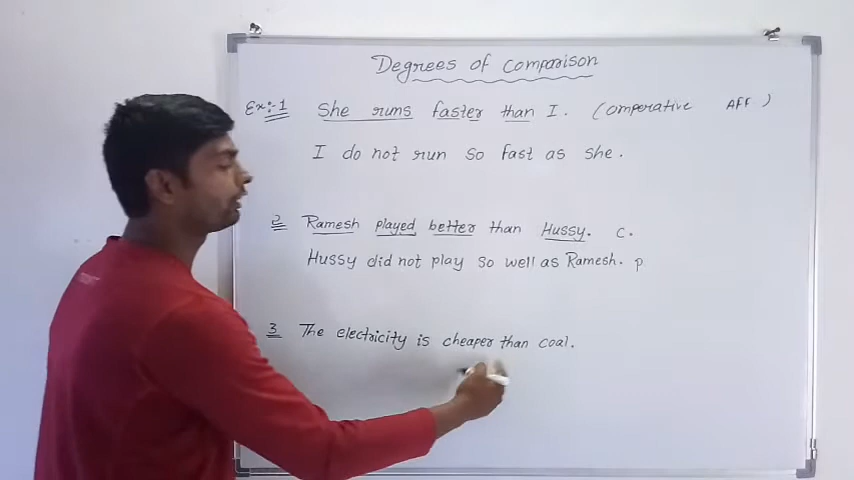 Degrees of comparison
Ex:-1 She runs faster than I. (omperative AFF)
I do not run so fast as she.
2 Ramesh played better than Hussy. C.
Hussy did not play so well as Ramesh. p
3 The electricity is cheaper than coal.